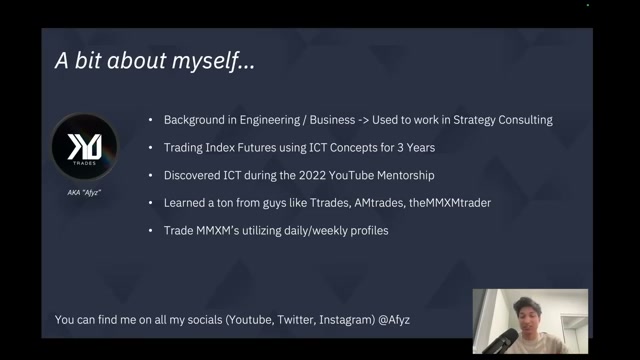 A bit about myself...
TRADES
AKA "Afyz"
• Background in Engineering / Business -> Used to work in Strategy Consulting
• Trading Index Futures using ICT Concepts for 3 Years
• Discovered ICT during the 2022 YouTube Mentorship
• Learned a ton from guys like Ttrades, AMtrades, theMMXMtrader
• Trade MMXM's utilizing daily/weekly profiles
You can find me on all my socials (Youtube, Twitter, Instagram) @Afyz